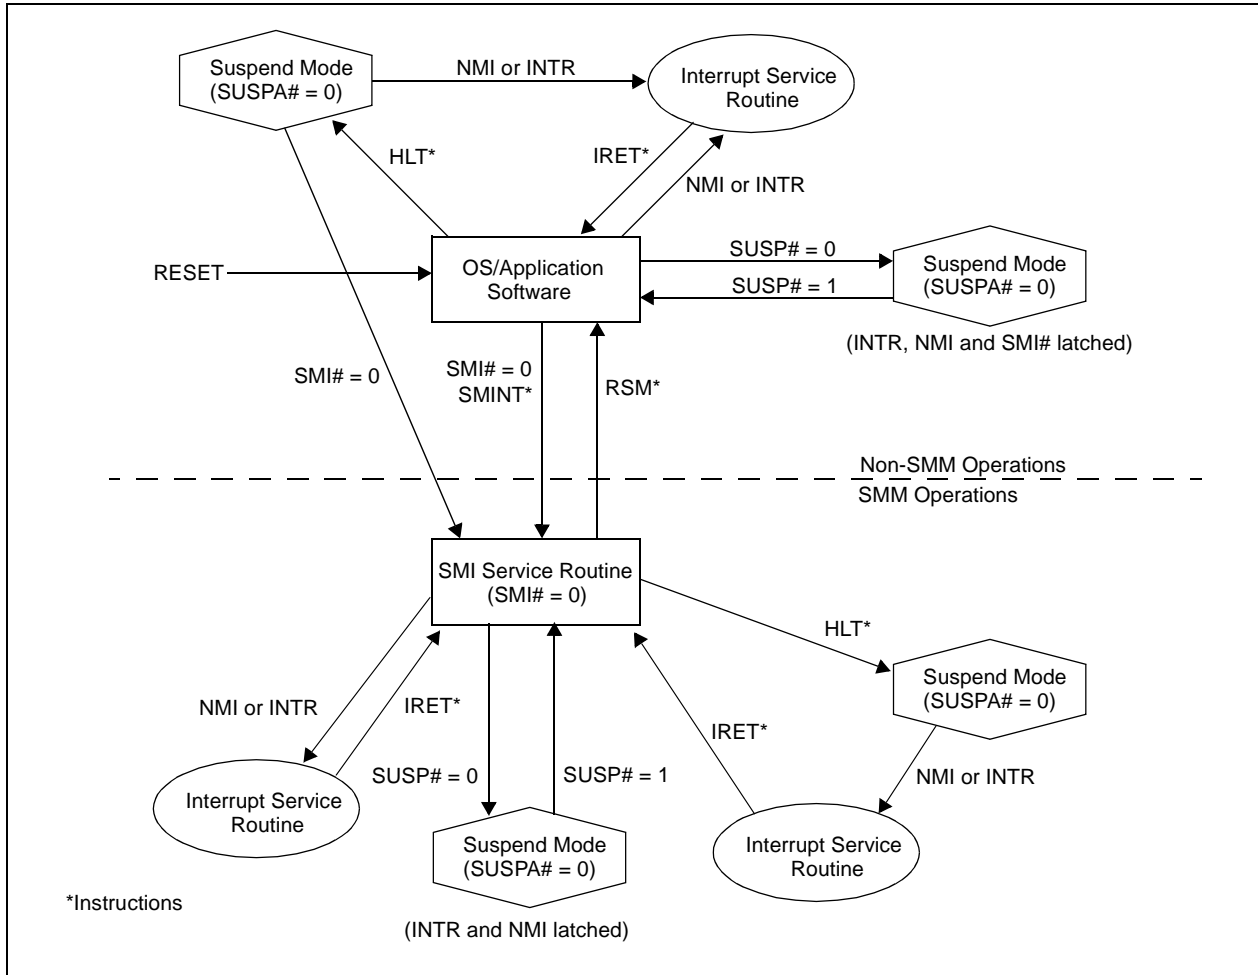 Suspend Mode
(SUSPA# = 0)
NMI or INTR
Interrupt Service
Routine
HLT*
IRET*
NMI or INTR
RESET
OS/Application
Software
SUSP# = 0
SUSP# = 1
Suspend Mode
(SUSPA# = 0)
(INTR, NMI and SMI# latched)
SMI# = 0
SMI# = 0
SMINT*
RSM*
Non-SMM Operations
SMM Operations
SMI Service Routine
(SMI# = 0)
HLT*
Suspend Mode
(SUSPA# = 0)
NMI or INTR
IRET*
IRET*
SUSP# = 0
SUSP# = 1
NMI or INTR
Interrupt Service
Routine
Suspend Mode
(SUSPA# = 0)
Interrupt Service
Routine
*Instructions
(INTR and NMI latched)